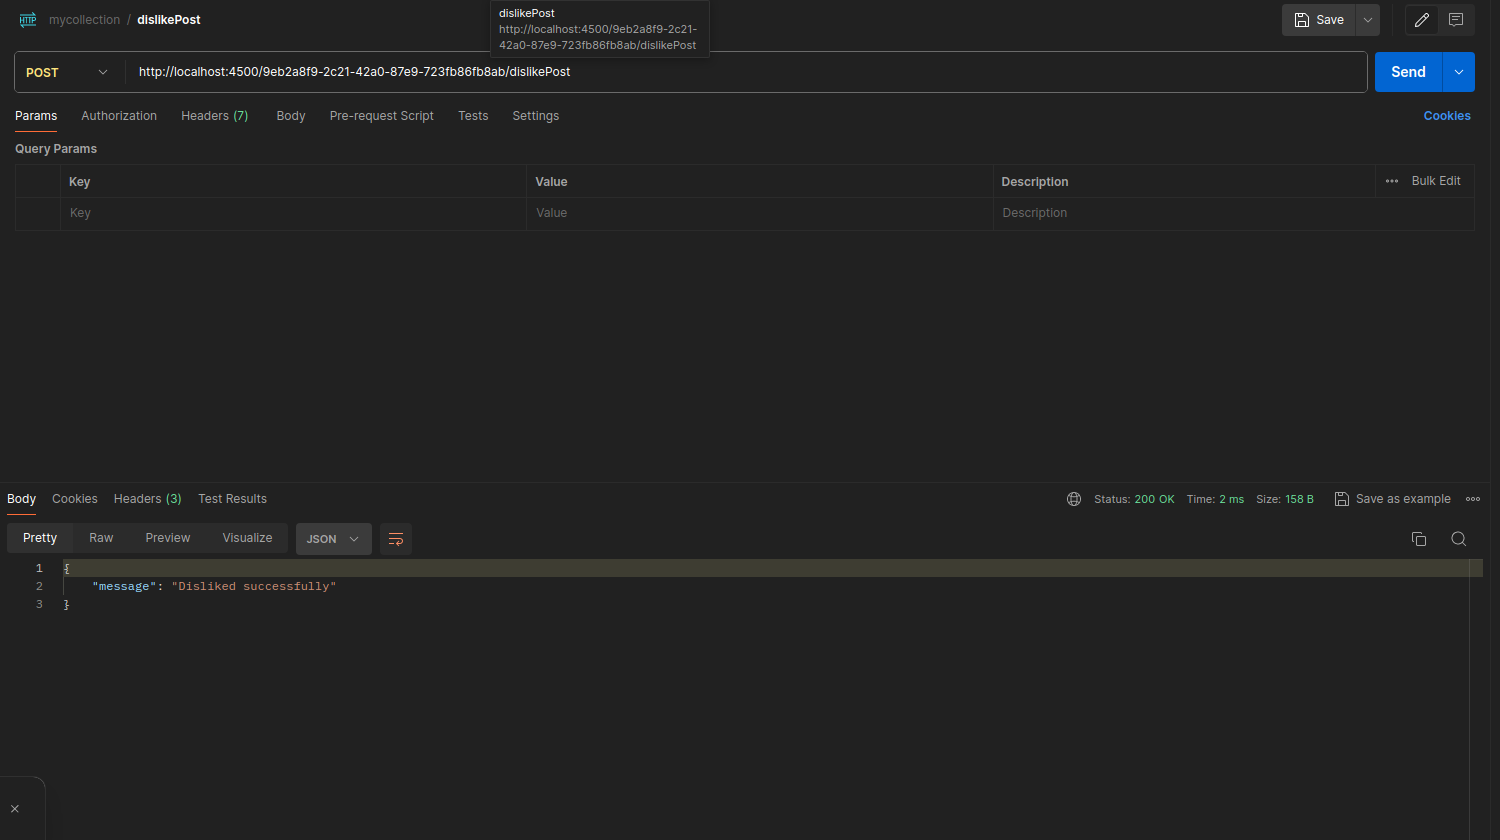 HTTP mycollection / dislikePost
dislikePost
http://localhost:4500/9eb2a8f9-2c21-
42a0-87e9-723fb86fb8ab/dislikePost
Save
POST http://localhost:4500/9eb2a8f9-2c21-42a0-87e9-723fb86fb8ab/dislikePost Send
Params Authorization Headers (7) Body Pre-request Script Tests Settings Cookies
Query Params
Key Value Description Bulk Edit
Key Value Description
Body Cookies Headers (3) Test Results Status: 200 OK Time: 2 ms Size: 158 B Save as example
Pretty Raw Preview Visualize JSON
1 {
2 "message": "Disliked successfully"
3 }